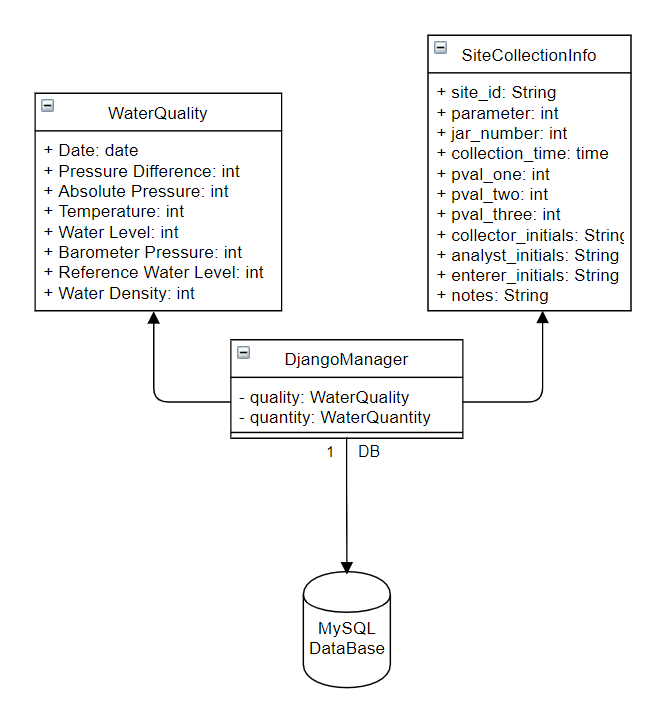 WaterQuality
+ Date: date
+ Pressure Difference: int
+ Absolute Pressure: int
+ Temperature: int
+ Water Level: int
+ Barometer Pressure: int
+ Reference Water Level: int
+ Water Density: int
SiteCollectionInfo
+ site_id: String
+ parameter: int
+ jar_number: int
+ collection_time: time
+ pval_one: int
+ pval_two: int
+ pval_three: int
+ collector_initials: String
+ analyst_initials: String
+ enterer_initials: String
+ notes: String
DjangoManager
- quality: WaterQuality
- quantity: WaterQuantity
1 DB
MySQL
DataBase